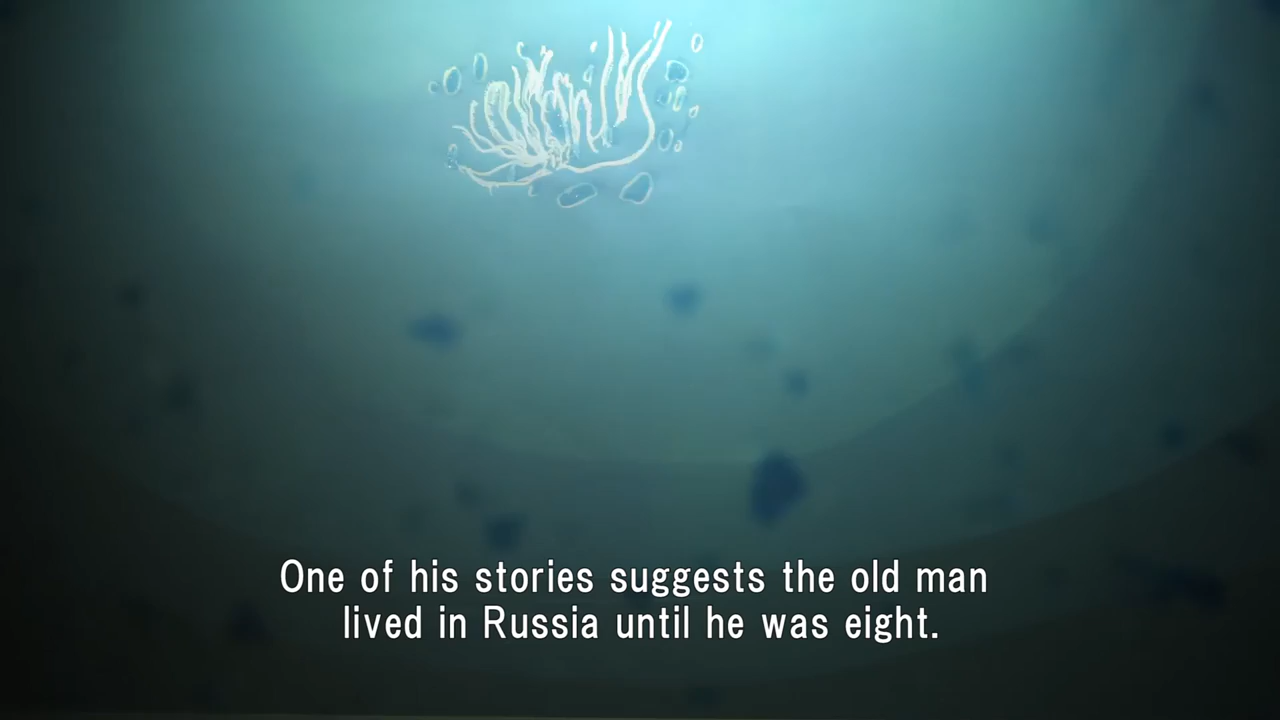 One of his stories suggests the old man
lived in Russia until he was eight.